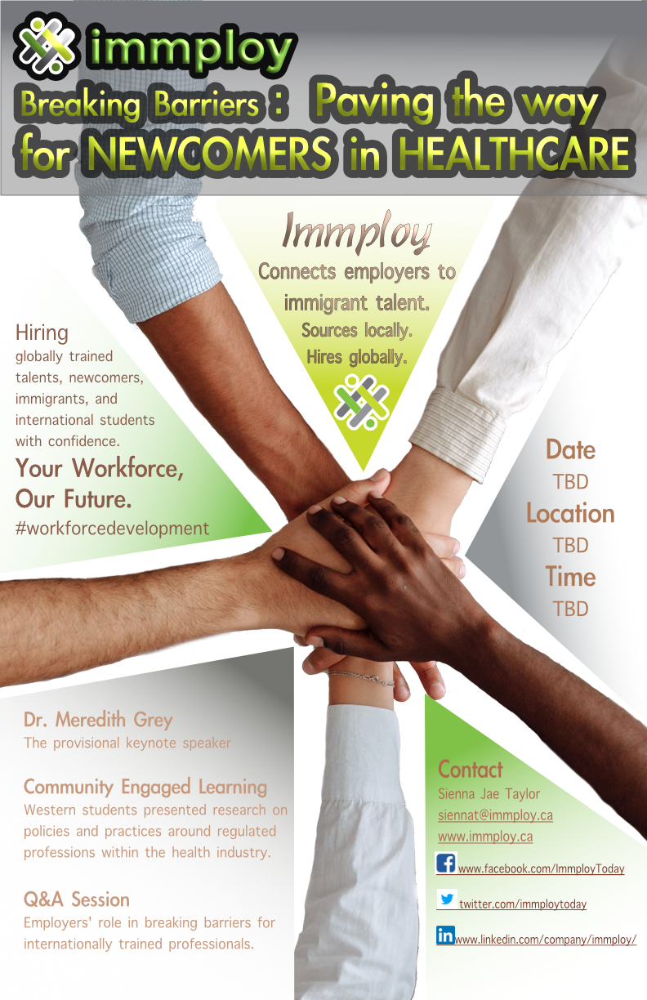 immploy
Breaking Barriers : Paving the way
for NEWCOMERS in HEALTHCARE
Immploy
Connects employers to
immigrant talent.
Sources locally.
Hires globally.
Hiring
globally trained
talents, newcomers,
immigrants, and
international students
with confidence.
Your Workforce,
Our Future.
#workforcedevelopment
Date
TBD
Location
TBD
Time
TBD
Dr. Meredith Grey
The provisional keynote speaker
Community Engaged Learning
Western students presented research on
policies and practices around regulated
professions within the health industry.
Q&A Session
Employers' role in breaking barriers for
internationally trained professionals.
Contact
Sienna Jae Taylor
siennat@immploy.ca
www.immploy.ca
www.facebook.com/ImmployToday
twitter.com/immploytoday
in www.linkedin.com/company/immploy/